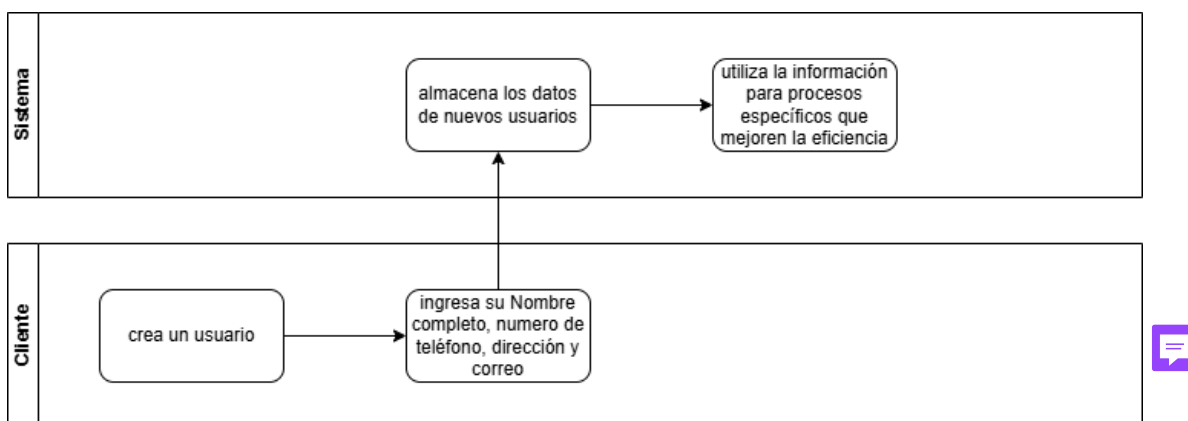 Sistema
almacena los datos
de nuevos usuarios
utiliza la información
para procesos
específicos que
mejoren la eficiencia
Cliente
crea un usuario
ingresa su Nombre
completo, numero de
teléfono, dirección y
correo